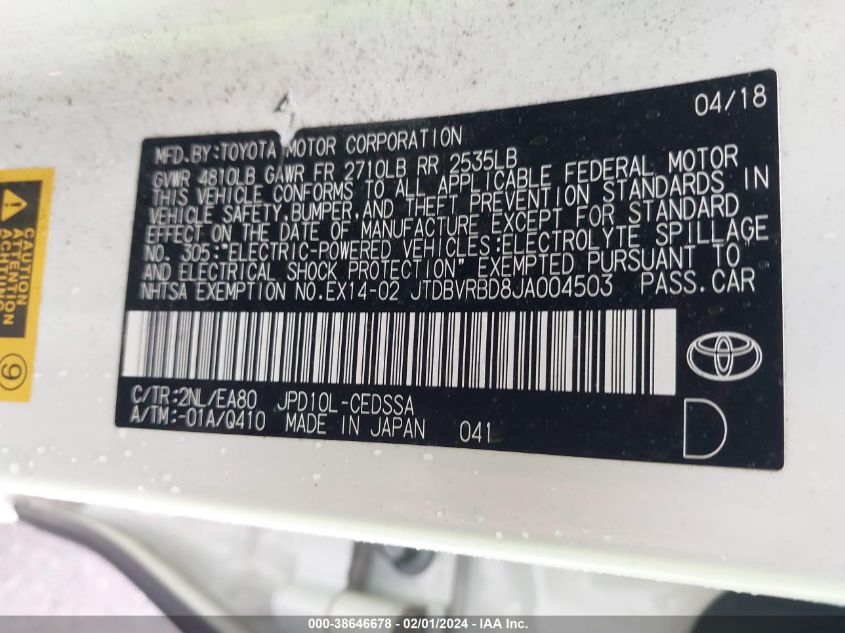 04/18
MFD.BY:TOYOTA MOTOR CORPORATION
GVWR 4810LB GAWR FR 2710LB RR 2535LB
THIS VEHICLE CONFORMS TO ALL APPLICABLE FEDERAL MOTOR
VEHICLE SAFETY,BUMPER,AND THEFT PREVENTION STANDARDS IN
EFFECT ON THE DATE OF MANUFACTURE EXCEPT FOR STANDARD
NO. 305:"ELECTRIC-POWERED VEHICLES:ELECTROLYTE SPILLAGE
AND ELECTRICAL SHOCK PROTECTION" EXEMPTED PURSUANT TO
NHTSA EXEMPTION NO.EX14-02 JTDBVRBD8JA004503 PASS.CAR
C/TR:2NL/EA80 JPD10L-CEDSSA
A/TM:-01A/Q410 MADE IN JAPAN 041
D
CAUTION
ATTENTION
ACHTUNG
9
000-38646678 - 02/01/2024 - IAA Inc.